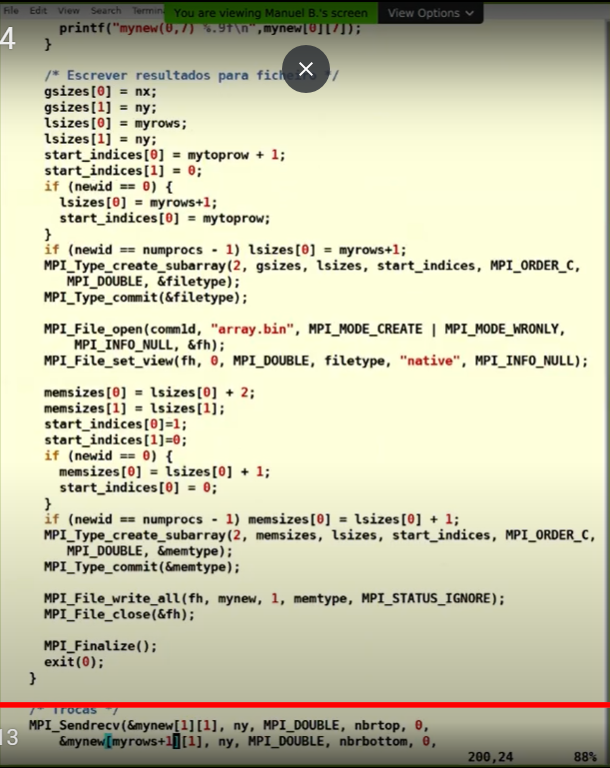 File Edit View Search Termin
You are viewing Manuel B.'s screen
View Options
printf("mynew(0,7) %.9f\n",mynew[0][7]);
4
}
/* Escrever resultados para fiche */
gsizes[0] = nx;
gsizes[1] = ny;
lsizes[0] = myrows;
lsizes[1] = ny;
start_indices[0] = mytoprow + 1;
start_indices[1] = 0;
if (newid == 0) {
lsizes[0] = myrows+1;
start_indices[0] = mytoprow;
}
if (newid == numprocs - 1) lsizes[0] = myrows+1;
MPI_Type_create_subarray(2, gsizes, lsizes, start_indices, MPI_ORDER_C,
MPI_DOUBLE, &filetype);
MPI_Type_commit(&filetype);
MPI_File_open(comm1d, "array.bin", MPI_MODE_CREATE | MPI_MODE_WRONLY,
MPI_INFO_NULL, &fh);
MPI_File_set_view(fh, 0, MPI_DOUBLE, filetype, "native", MPI_INFO_NULL);
memsizes[0] = lsizes[0] + 2;
memsizes[1] = lsizes[1];
start_indices[0]=1;
start_indices[1]=0;
if (newid == 0) {
memsizes[0] = lsizes[0] + 1;
start_indices[0] = 0;
}
if (newid == numprocs - 1) memsizes[0] = lsizes[0] + 1;
MPI_Type_create_subarray(2, memsizes, lsizes, start_indices, MPI_ORDER_C,
MPI_DOUBLE, &memtype);
MPI_Type_commit(&memtype);
MPI_File_write_all(fh, mynew, 1, memtype, MPI_STATUS_IGNORE);
MPI_File_close(&fh);
MPI_Finalize();
exit(0);
}
/* Trocas */
MPI_Sendrecv(&mynew[1][1], ny, MPI_DOUBLE, nbrtop, 0,
13
&mynew[myrows+1][1], ny, MPI_DOUBLE, nbrbottom, 0,
200,24 88%